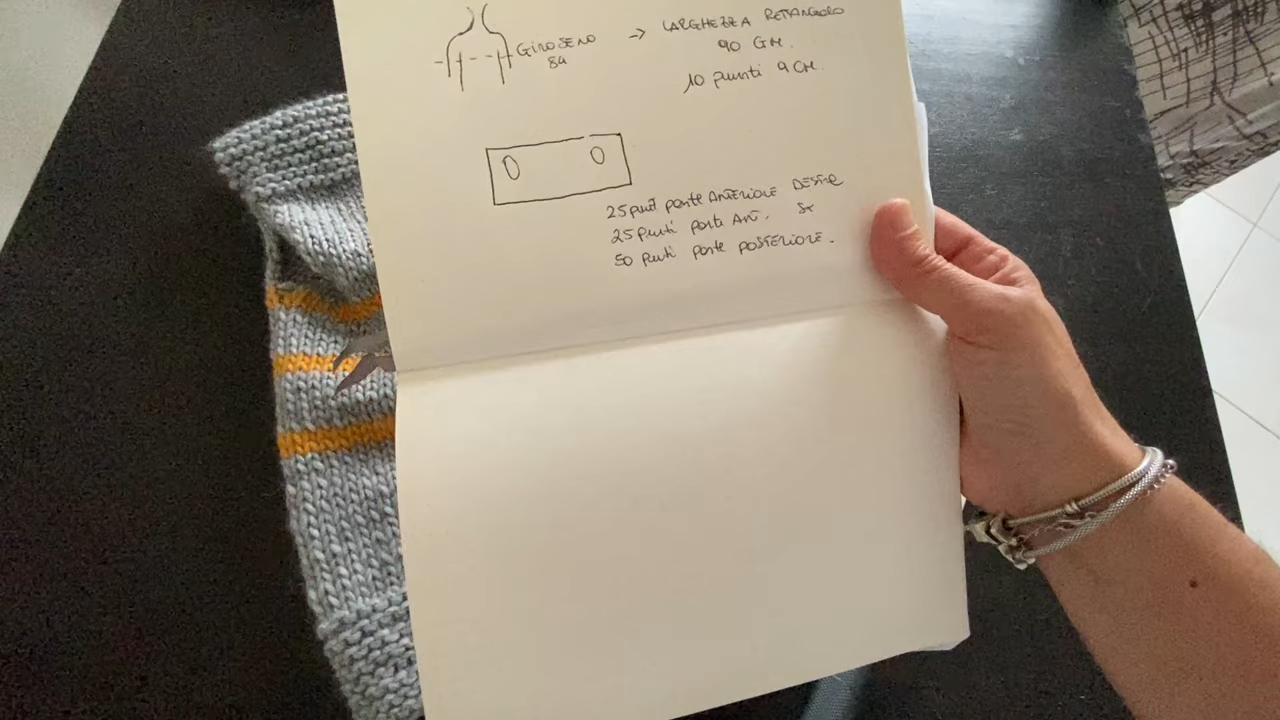 GIROSENO
84
-> LARGHEZZA RETANGOLO
90 CM.
10 punti 9 CM.
25 punti parte ANTERIORE DESTRA
25 punti parte ANT. Sx
50 punti parte POSTERIORE.